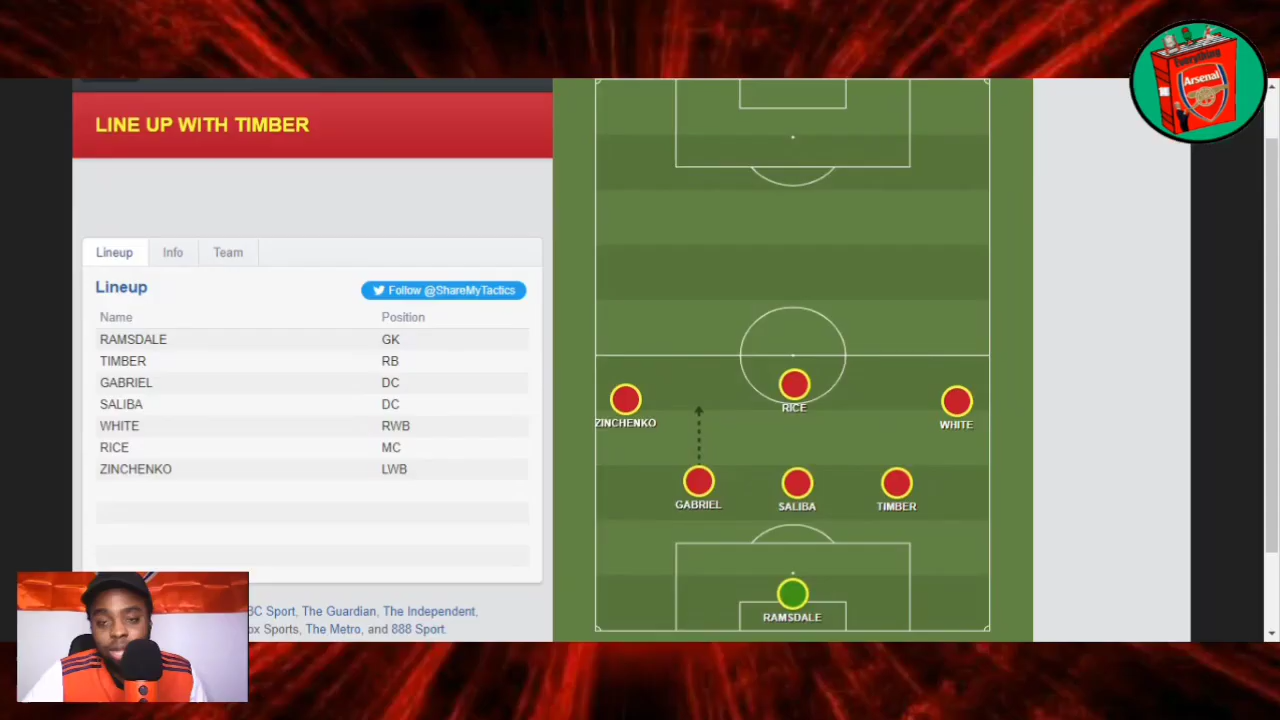 Everything
Arsenal
LINE UP WITH TIMBER
Lineup Info Team
Lineup
Follow @ShareMyTactics
Name Position
RAMSDALE GK
TIMBER RB
GABRIEL DC
SALIBA DC
WHITE RWB
RICE MC
ZINCHENKO LWB
BC Sport, The Guardian, The Independent,
ox Sports, The Metro, and 888 Sport.
RICE
ZINCHENKO
WHITE
GABRIEL
SALIBA
TIMBER
RAMSDALE